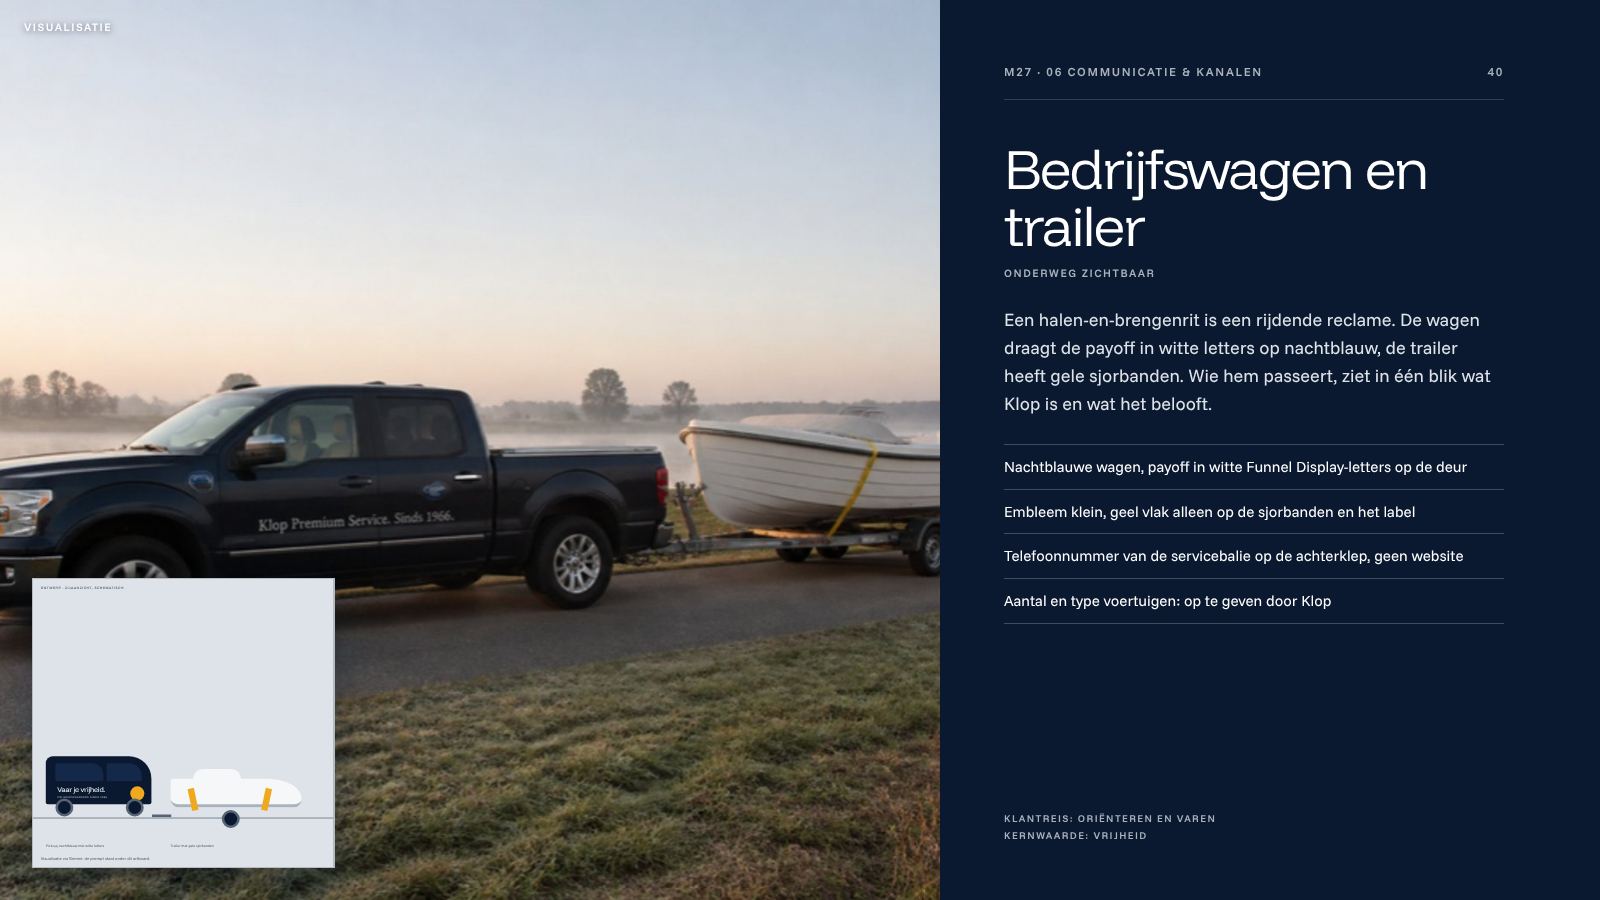 VISUALISATIE
M27 · 06 COMMUNICATIE & KANALEN
40
Bedrijfswagen en
trailer
ONDERWEG ZICHTBAAR
Een halen-en-brengenrit is een rijdende reclame. De wagen
draagt de payoff in witte letters op nachtblauw, de trailer
heeft gele sjorbanden. Wie hem passeert, ziet in één blik wat
Klop is en wat het belooft.
Nachtblauwe wagen, payoff in witte Funnel Display-letters op de deur
Embleem klein, geel vlak alleen op de sjorbanden en het label
Telefoonnummer van de servicebalie op de achterklep, geen website
Aantal en type voertuigen: op te geven door Klop
KLANTREIS: ORIËNTEREN EN VAREN
KERNWAARDE: VRIJHEID
Klop Premium Service. Sinds 1966.
Vaar je vrijheid.